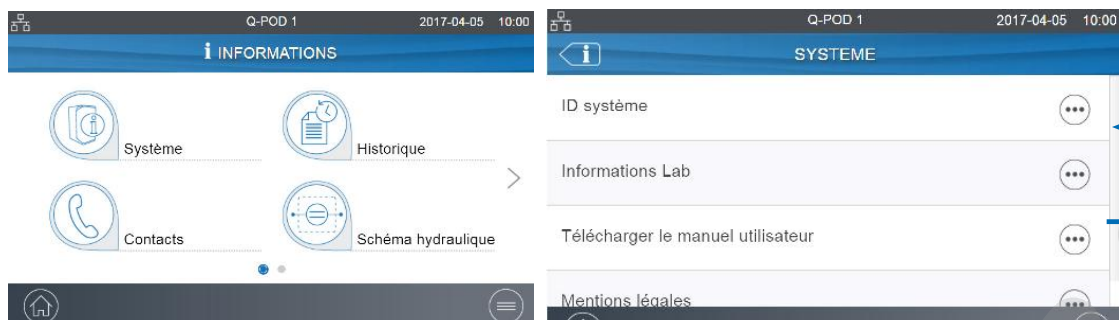 Q-POD 1 2017-04-05 10:00
i INFORMATIONS
Système
Historique
Contacts
Schéma hydraulique
Q-POD 1 2017-04-05 10:00
i SYSTEME
ID système
Informations Lab
Télécharger le manuel utilisateur
Mentions légales